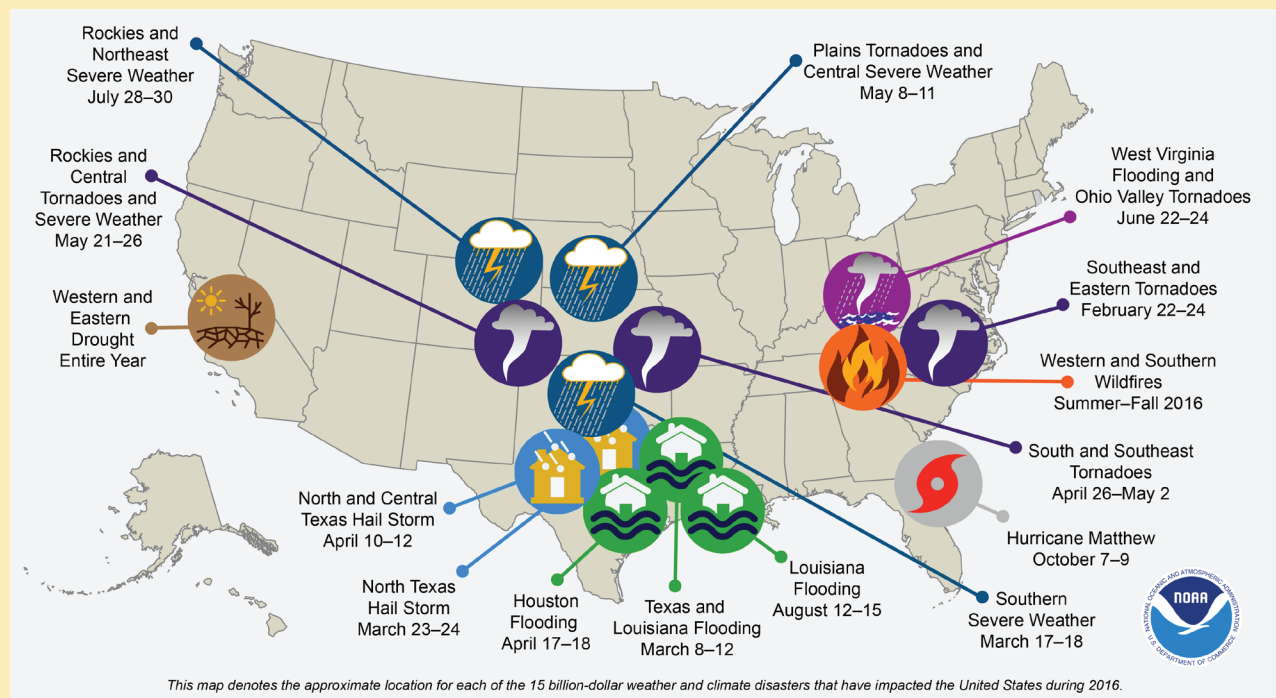 Rockies and
Northeast
Severe Weather
July 28–30
Plains Tornadoes and
Central Severe Weather
May 8–11
Rockies and
Central
Tornadoes and
Severe Weather
May 21–26
West Virginia
Flooding and
Ohio Valley Tornadoes
June 22–24
Western and
Eastern
Drought
Entire Year
Southeast and
Eastern Tornadoes
February 22–24
Western and Southern
Wildfires
Summer–Fall 2016
South and Southeast
Tornadoes
April 26–May 2
North and Central
Texas Hail Storm
April 10–12
Hurricane Matthew
October 7–9
North Texas
Hail Storm
March 23–24
Houston
Flooding
April 17–18
Texas and
Louisiana Flooding
March 8–12
Louisiana
Flooding
August 12–15
Southern
Severe Weather
March 17–18
NATIONAL OCEANIC AND ATMOSPHERIC ADMINISTRATION
NOAA
U.S. DEPARTMENT OF COMMERCE
This map denotes the approximate location for each of the 15 billion-dollar weather and climate disasters that have impacted the United States during 2016.